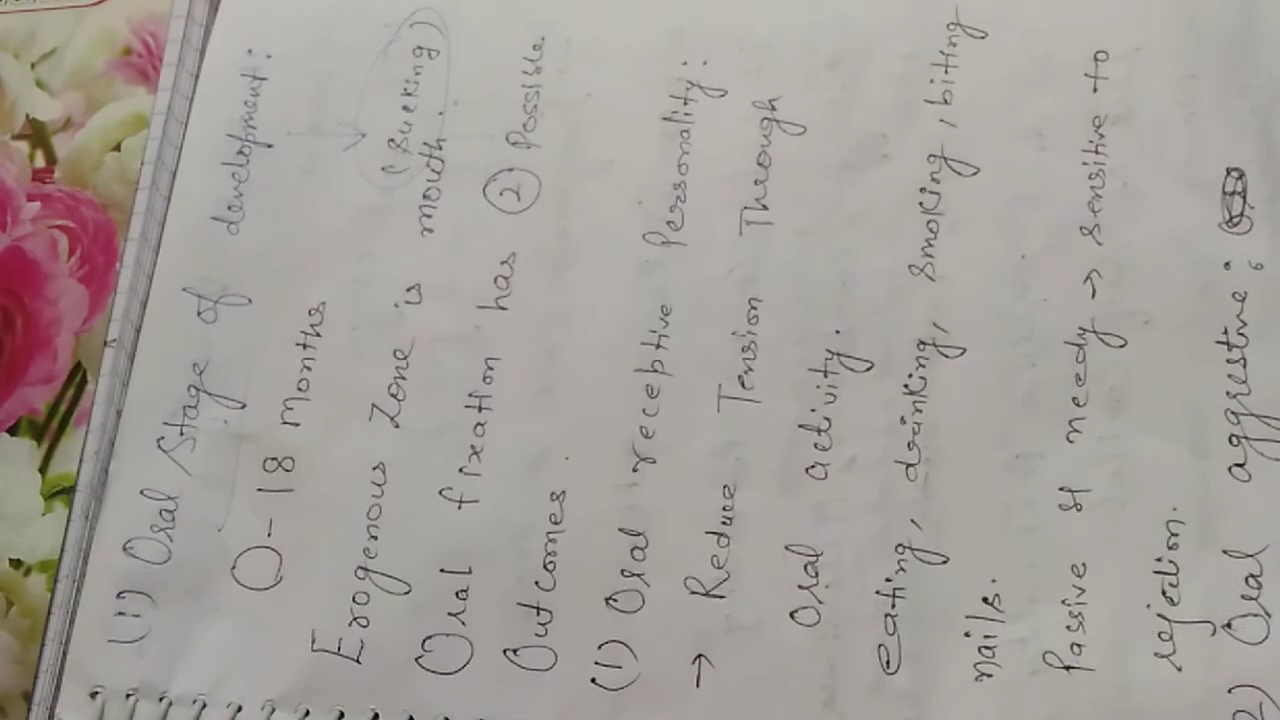 (1) Oral Stage of development:
0-18 Months
(Sucking)
Erogenous Zone is mouth.
Oral fixation has (2) Possible
Outcomes.
(1) Oral receptive Personality:
→ Reduce Tension Through
Oral activity.
eating, drinking, smoking, biting
nails.
Passive & needy → sensitive to
rejection.
2) Oral aggrestive: